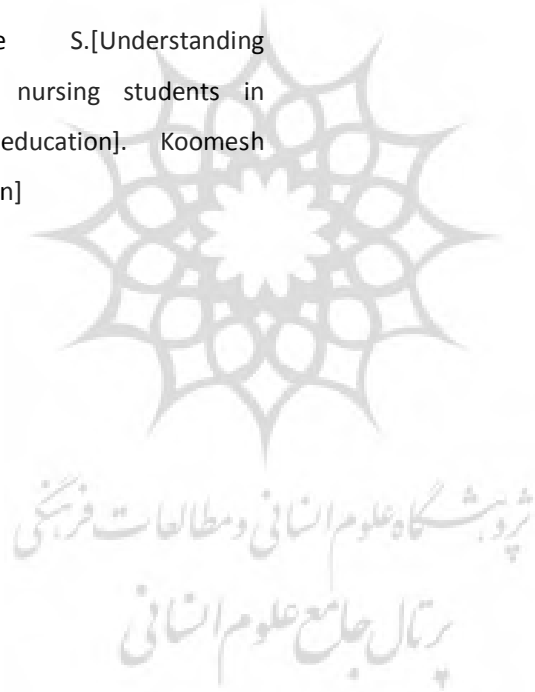 e S.[Understanding
nursing students in
education]. Koomesh
n]
پژوهشگاه علوم انسانی و مطالعات فرهنگی
پرتال جامع علوم انسانی